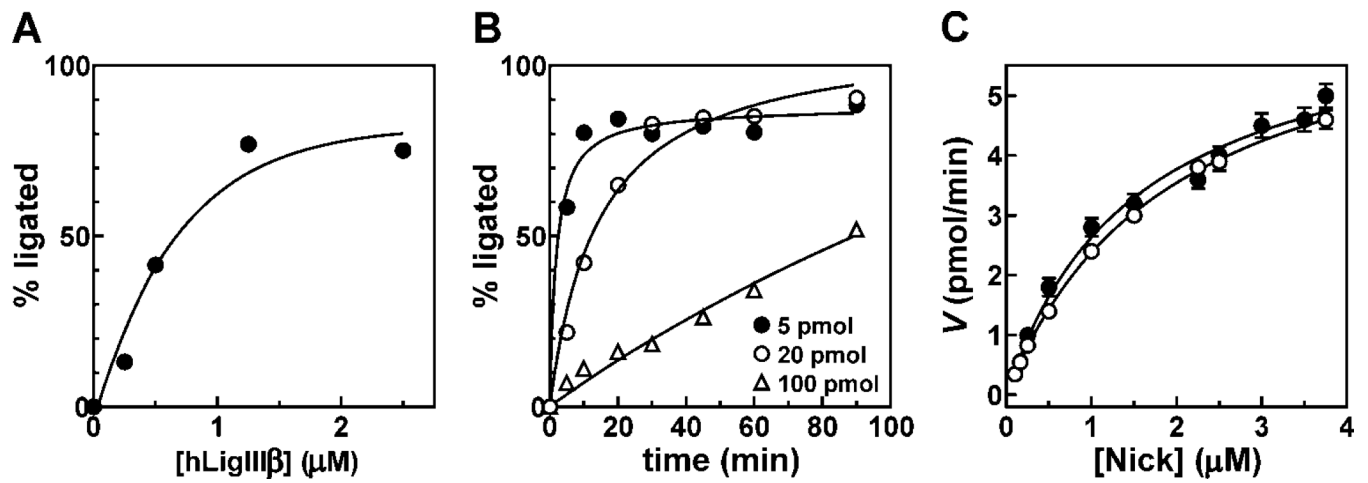 A
% ligated
100
50
0
0
1
2
[hLigIIIβ] (μM)
B
% ligated
100
50
0
0
20
40
60
80
100
time (min)
5 pmol
20 pmol
100 pmol
C
V (pmol/min)
5
4
3
2
1
0
0
1
2
3
4
[Nick] (μM)